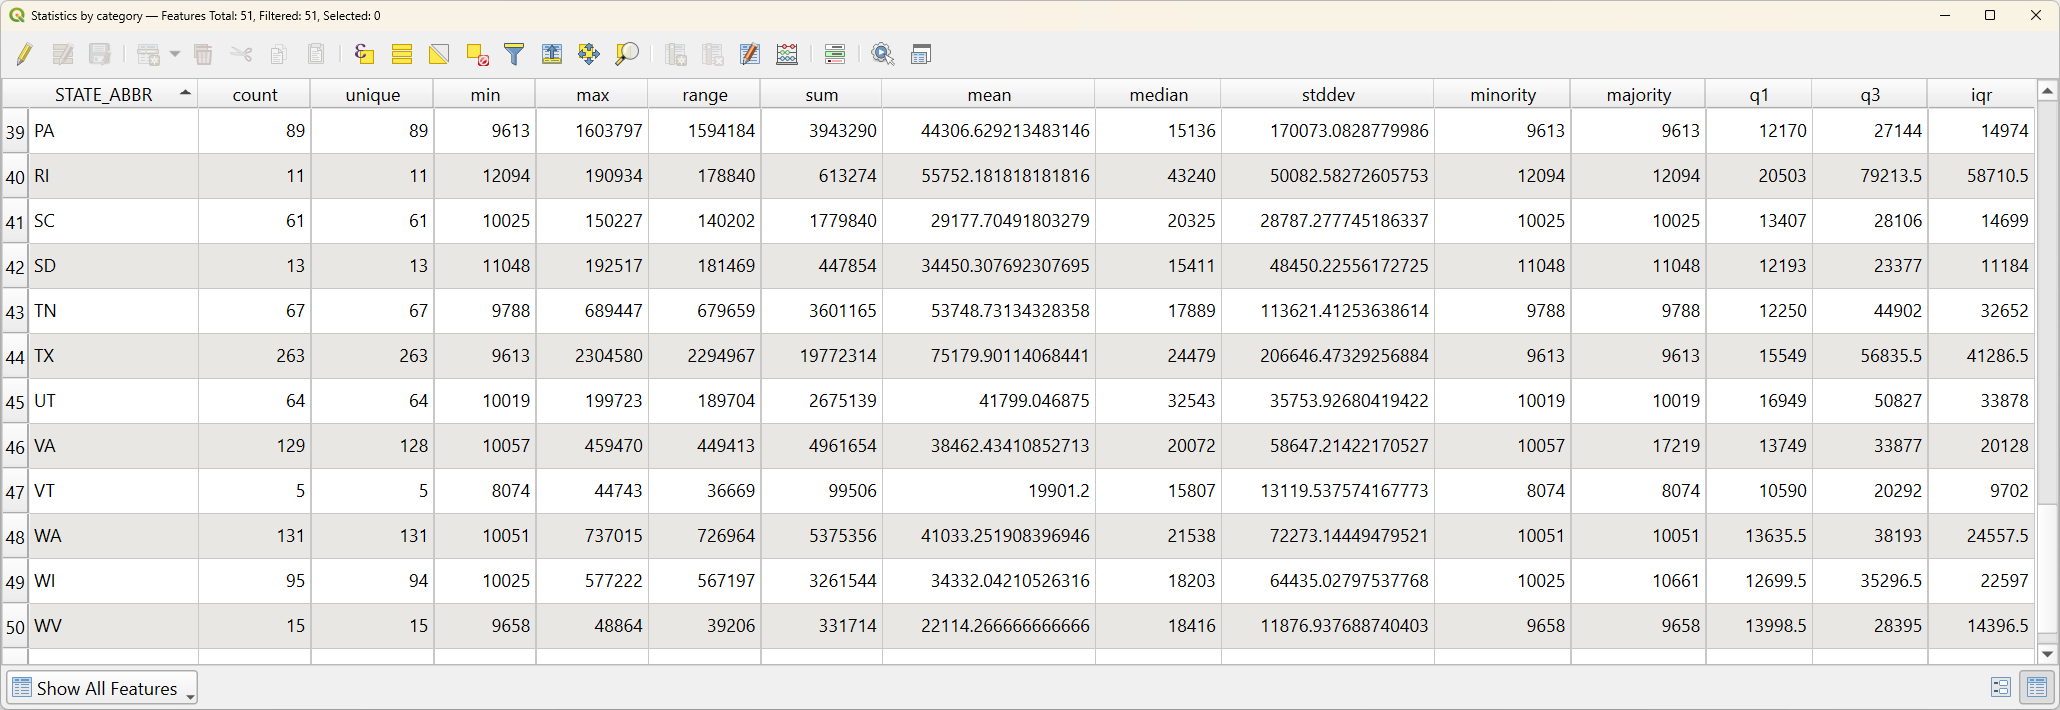 Statistics by category — Features Total: 51, Filtered: 51, Selected: 0
STATE_ABBR count unique min max range sum mean median stddev minority majority q1 q3 iqr
39 PA 89 89 9613 1603797 1594184 3943290 44306.629213483146 15136 170073.0828779986 9613 9613 12170 27144 14974
40 RI 11 11 12094 190934 178840 613274 55752.181818181816 43240 50082.58272605753 12094 12094 20503 79213.5 58710.5
41 SC 61 61 10025 150227 140202 1779840 29177.70491803279 20325 28787.277745186337 10025 10025 13407 28106 14699
42 SD 13 13 11048 192517 181469 447854 34450.307692307695 15411 48450.22556172725 11048 11048 12193 23377 11184
43 TN 67 67 9788 689447 679659 3601165 53748.73134328358 17889 113621.41253638614 9788 9788 12250 44902 32652
44 TX 263 263 9613 2304580 2294967 19772314 75179.90114068441 24479 206646.47329256884 9613 9613 15549 56835.5 41286.5
45 UT 64 64 10019 199723 189704 2675139 41799.046875 32543 35753.92680419422 10019 10019 16949 50827 33878
46 VA 129 128 10057 459470 449413 4961654 38462.43410852713 20072 58647.21422170527 10057 17219 13749 33877 20128
47 VT 5 5 8074 44743 36669 99506 19901.2 15807 13119.537574167773 8074 8074 10590 20292 9702
48 WA 131 131 10051 737015 726964 5375356 41033.251908396946 21538 72273.14449479521 10051 10051 13635.5 38193 24557.5
49 WI 95 94 10025 577222 567197 3261544 34332.04210526316 18203 64435.02797537768 10025 10661 12699.5 35296.5 22597
50 WV 15 15 9658 48864 39206 331714 22114.266666666666 18416 11876.937688740403 9658 9658 13998.5 28395 14396.5
Show All Features